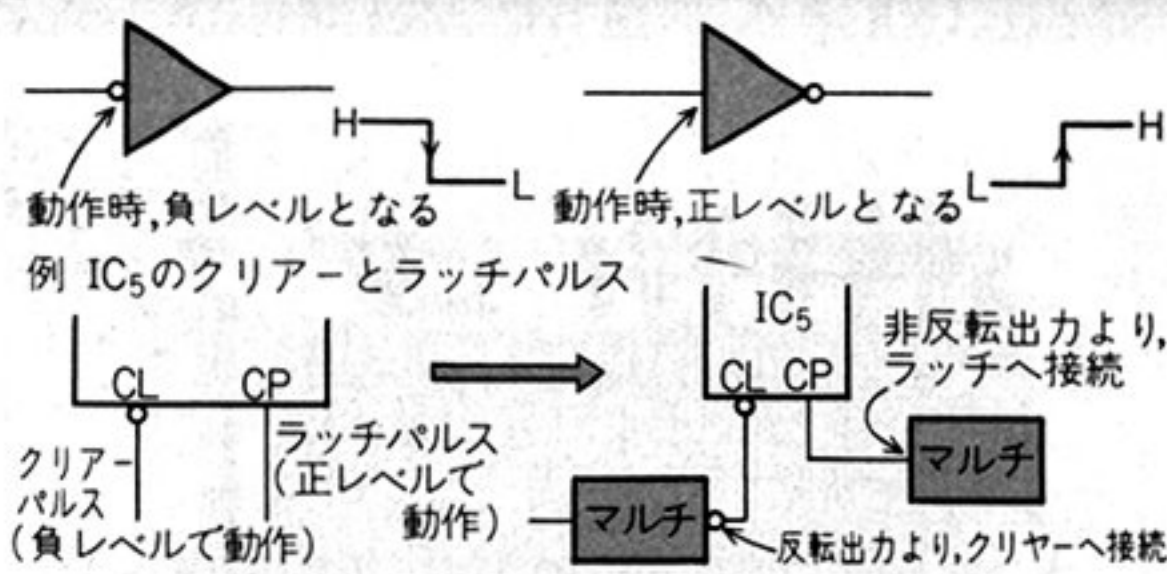 H
L
動作時,負レベルとなる
H
L
動作時,正レベルとなる
例 IC5のクリアーとラッチパルス
CL
CP
クリアー
パルス
(負レベルで動作)
ラッチパルス
(正レベルで
動作)
IC5
CL CP
非反転出力より,
ラッチへ接続
マルチ
マルチ
反転出力より,クリヤーへ接続